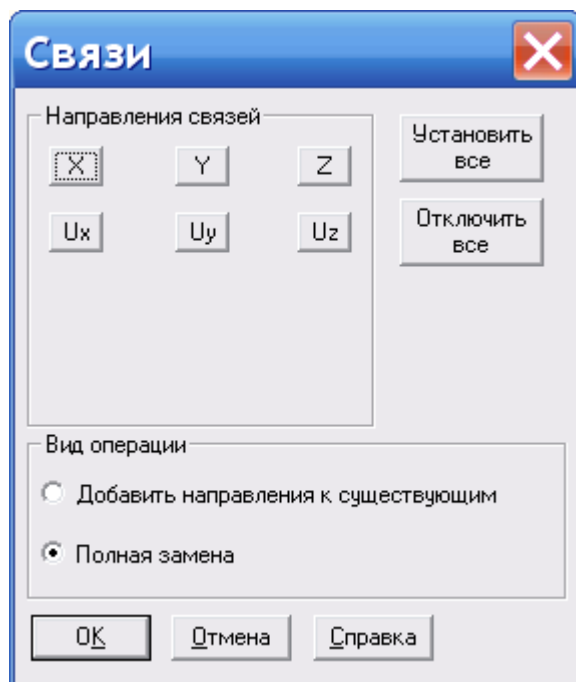 Связи
Направления связей
X Y Z
Ux Uy Uz
Установить
все
Отключить
все
Вид операции
Добавить направления к существующим
Полная замена
OK Отмена Справка